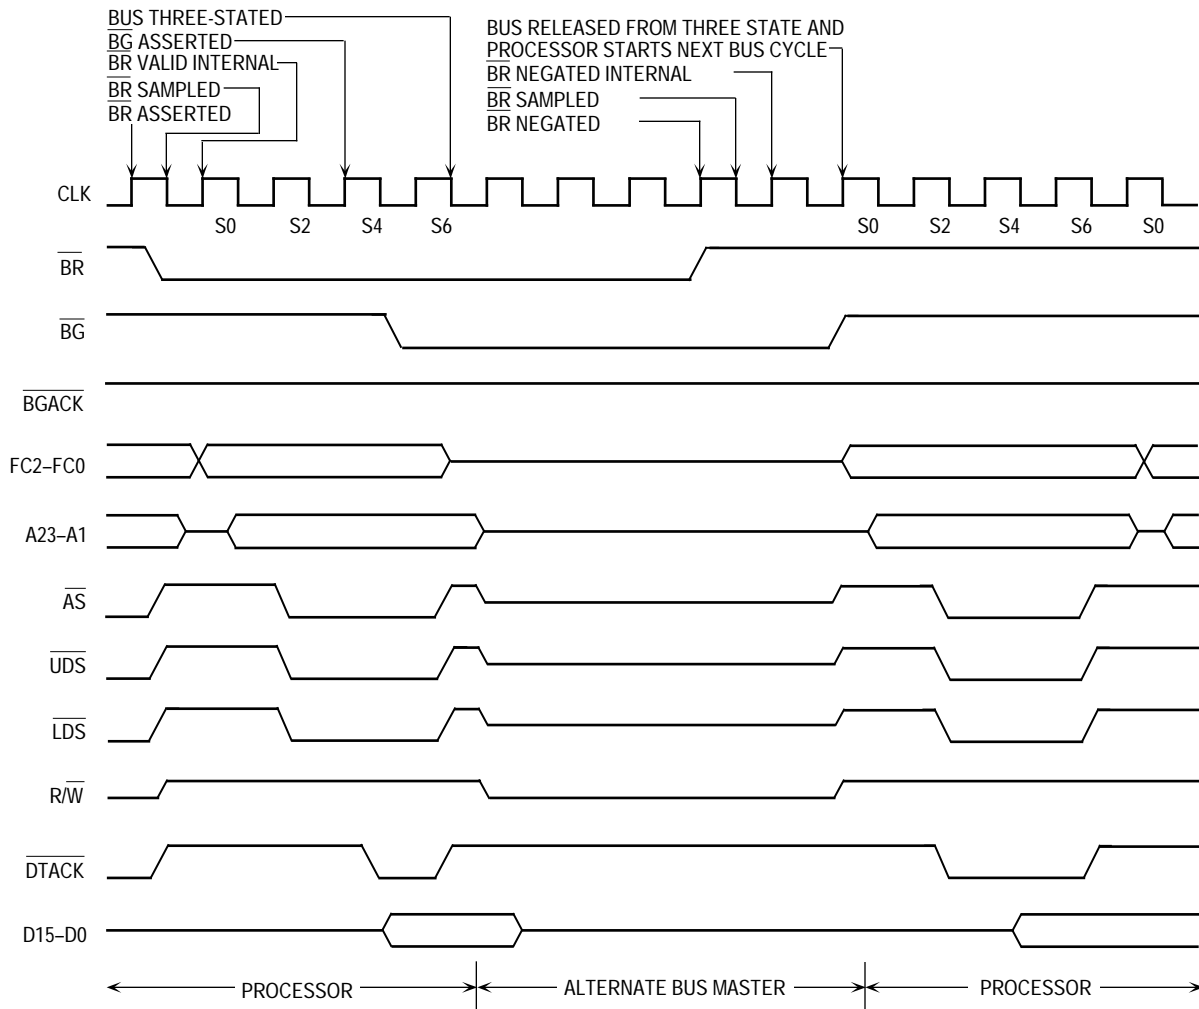 BUS THREE-STATED
BG ASSERTED
BR VALID INTERNAL
BR SAMPLED
BR ASSERTED
BUS RELEASED FROM THREE STATE AND
PROCESSOR STARTS NEXT BUS CYCLE
BR NEGATED INTERNAL
BR SAMPLED
BR NEGATED
CLK
S0 S2 S4 S6 S0 S2 S4 S6 S0
BR
BG
BGACK
FC2–FC0
A23–A1
AS
UDS
LDS
R/W
DTACK
D15–D0
PROCESSOR ALTERNATE BUS MASTER PROCESSOR